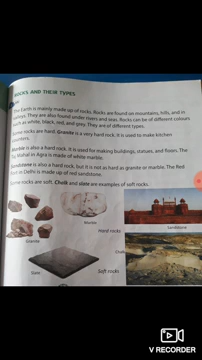 ROCKS AND THEIR TYPES
The Earth is mainly made up of rocks. Rocks are found on mountains, hills, and in
valleys. They are also found under rivers and seas. Rocks can be of different colours
such as white, black, red, and grey. They are of different types.
Some rocks are hard. Granite is a very hard rock. It is used to make kitchen
counters.
Marble is also a hard rock. It is used for making buildings, statues, and floors. The
Taj Mahal in Agra is made of white marble.
Sandstone is also a hard rock, but it is not as hard as granite or marble. The Red
Fort in Delhi is made up of red sandstone.
Some rocks are soft. Chalk and slate are examples of soft rocks.
Marble
Sandstone
Hard rocks
Granite
Chalk
Slate
Soft rocks
V RECORDER